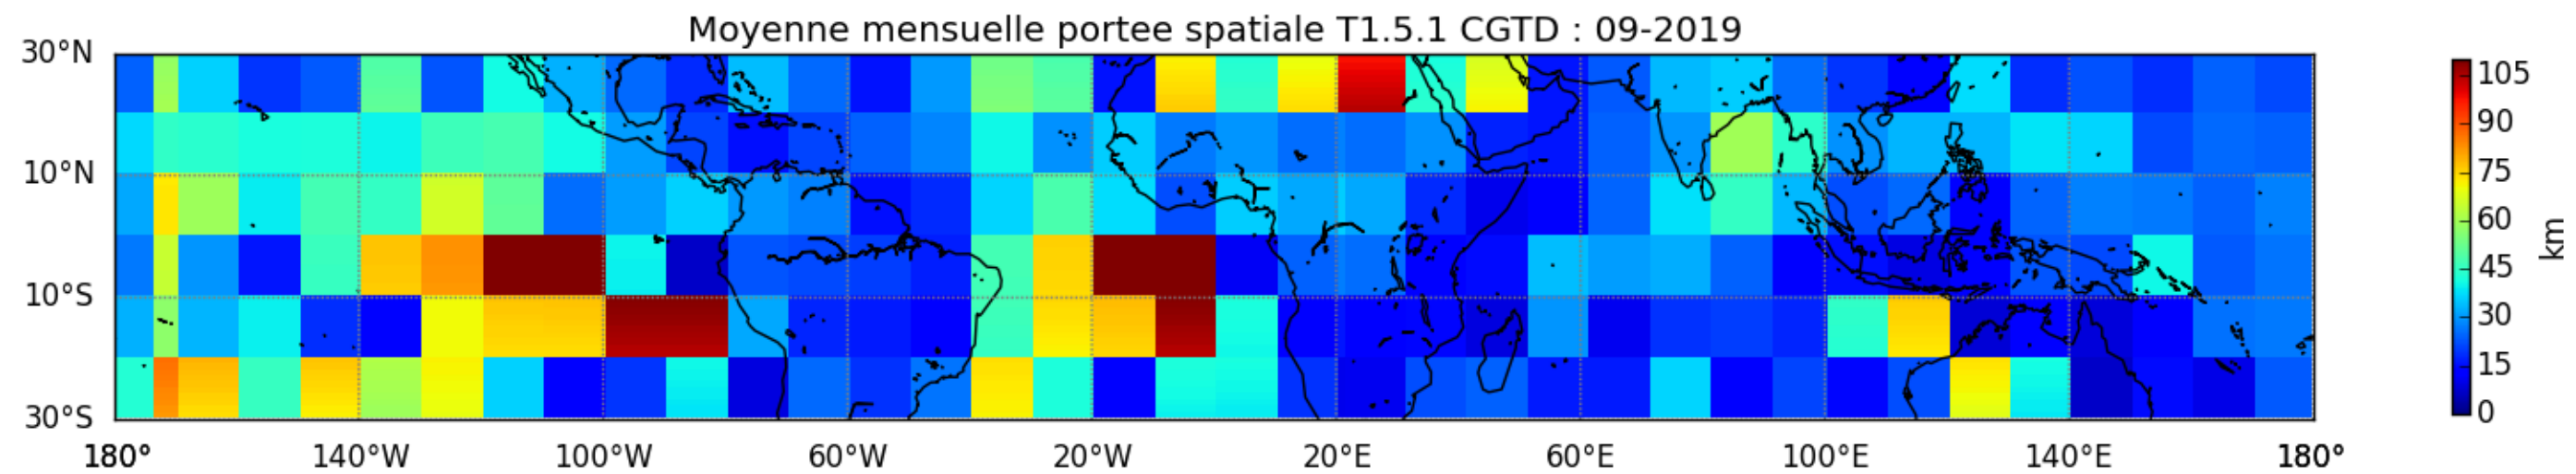 Moyenne mensuelle portee spatiale T1.5.1 CGTD : 09-2019
30°N
10°N
10°S
30°S
180° 140°W 100°W 60°W 20°W 20°E 60°E 100°E 140°E 180°
105
90
75
60
45
30
15
0
km